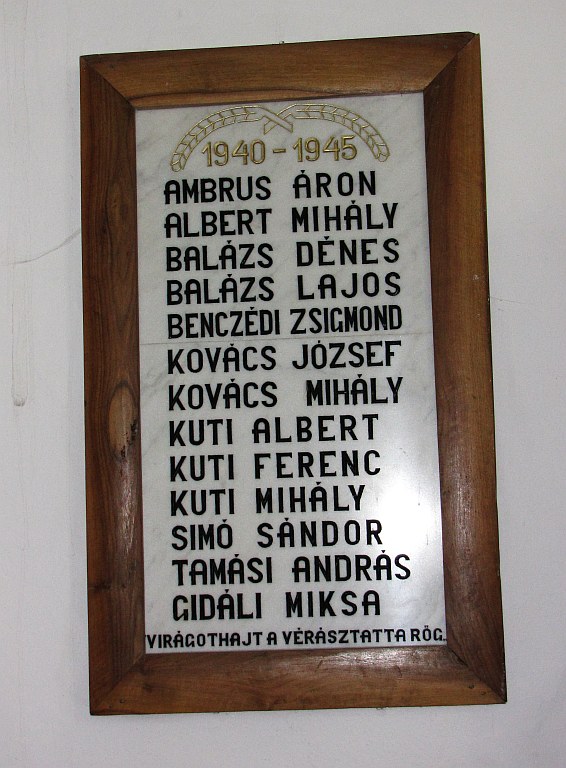 1940-1945
AMBRUS ÁRON
ALBERT MIHÁLY
BALÁZS DÉNES
BALÁZS LAJOS
BENCZÉDI ZSIGMOND
KOVÁCS JÓZSEF
KOVÁCS MIHÁLY
KUTI ALBERT
KUTI FERENC
KUTI MIHÁLY
SIMÓ SÁNDOR
TAMÁSI ANDRÁS
GIDÁLI MIKSA
VIRÁGOTHAJT A VÉRÁSZTATTA RÖG.